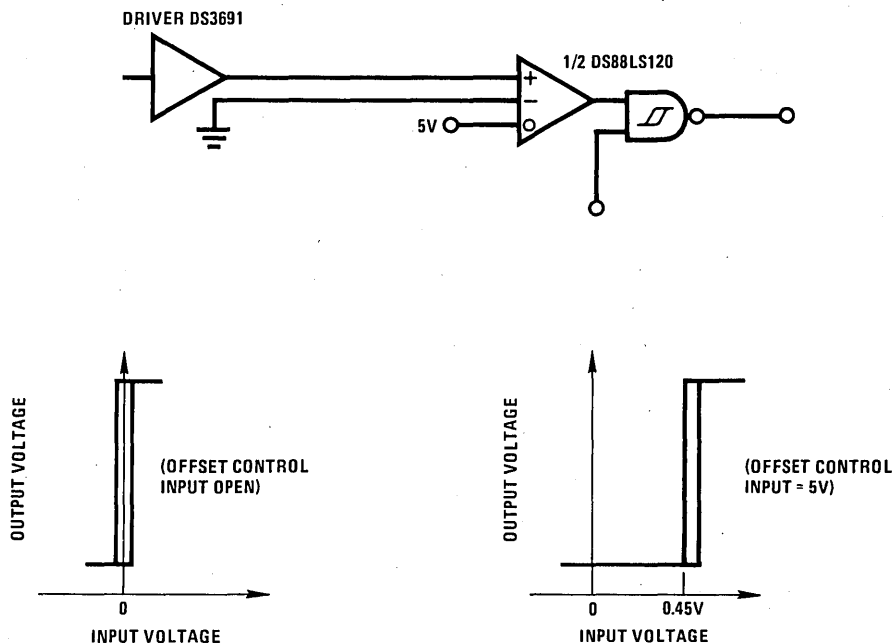 DRIVER DS3691
1/2 DS88LS120
+
−
5V
O
OUTPUT VOLTAGE
(OFFSET CONTROL
INPUT OPEN)
0
INPUT VOLTAGE
OUTPUT VOLTAGE
(OFFSET CONTROL
INPUT = 5V)
0
0.45V
INPUT VOLTAGE